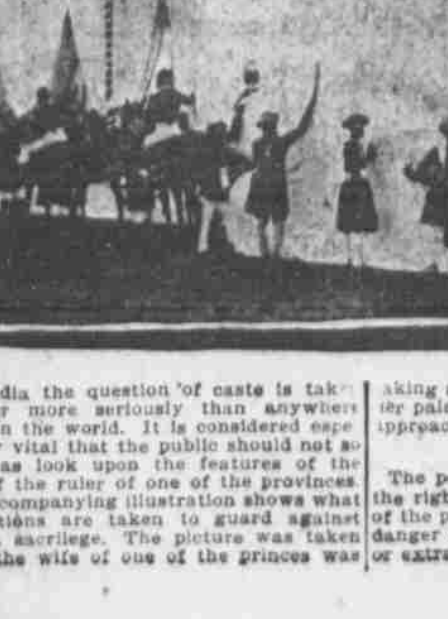 dia the question 'of caste is take
r more seriously than anywhere
n the world. It is considered espe
r vital that the public should not so
as look upon the features of the
f the ruler of one of the provinces.
companying illustration shows what
tions are taken to guard against
sacrilege. The picture was taken
the wife of one of the princes was
aking
ier pal
approac
The p
the righ
of the p
danger
or extra